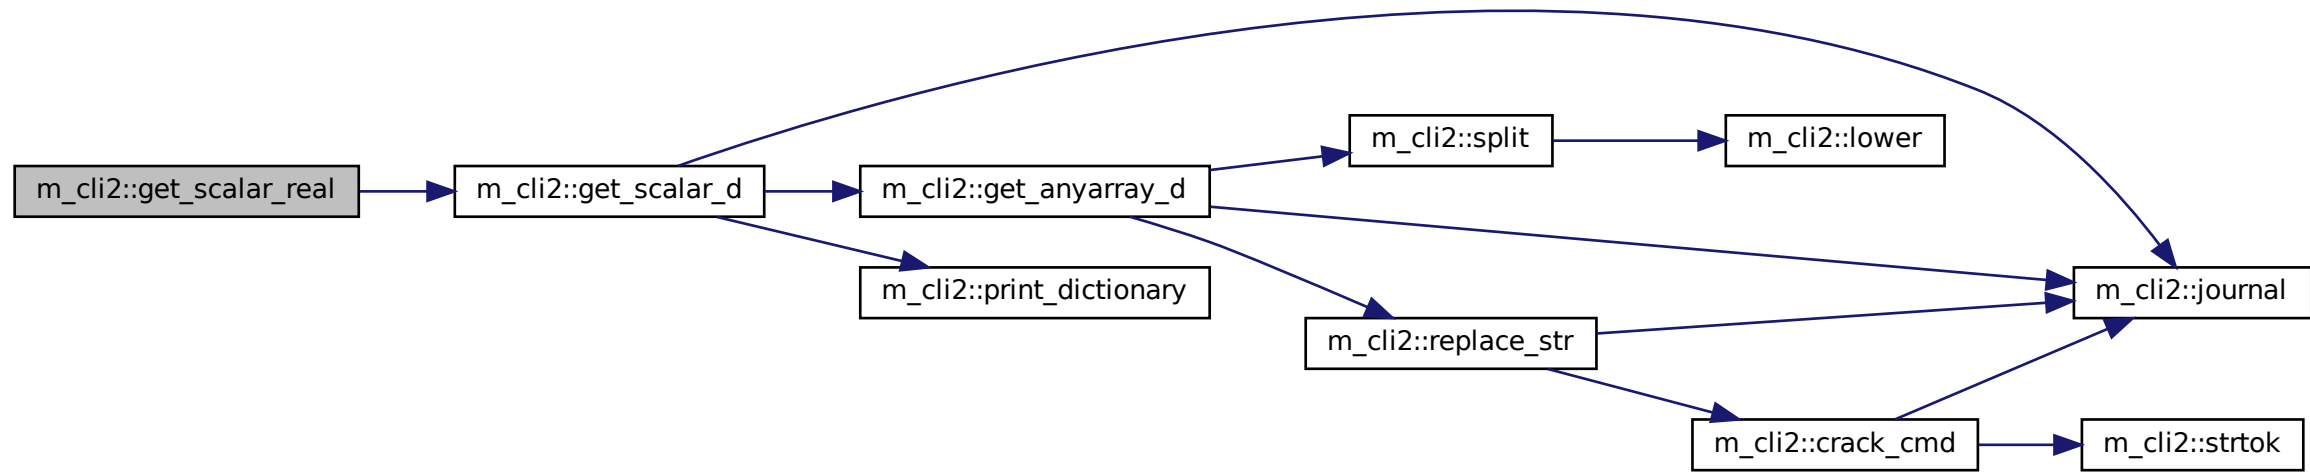 m_cli2::get_scalar_real
m_cli2::get_scalar_d
m_cli2::get_anyarray_d
m_cli2::print_dictionary
m_cli2::split
m_cli2::lower
m_cli2::replace_str
m_cli2::crack_cmd
m_cli2::journal
m_cli2::strtok